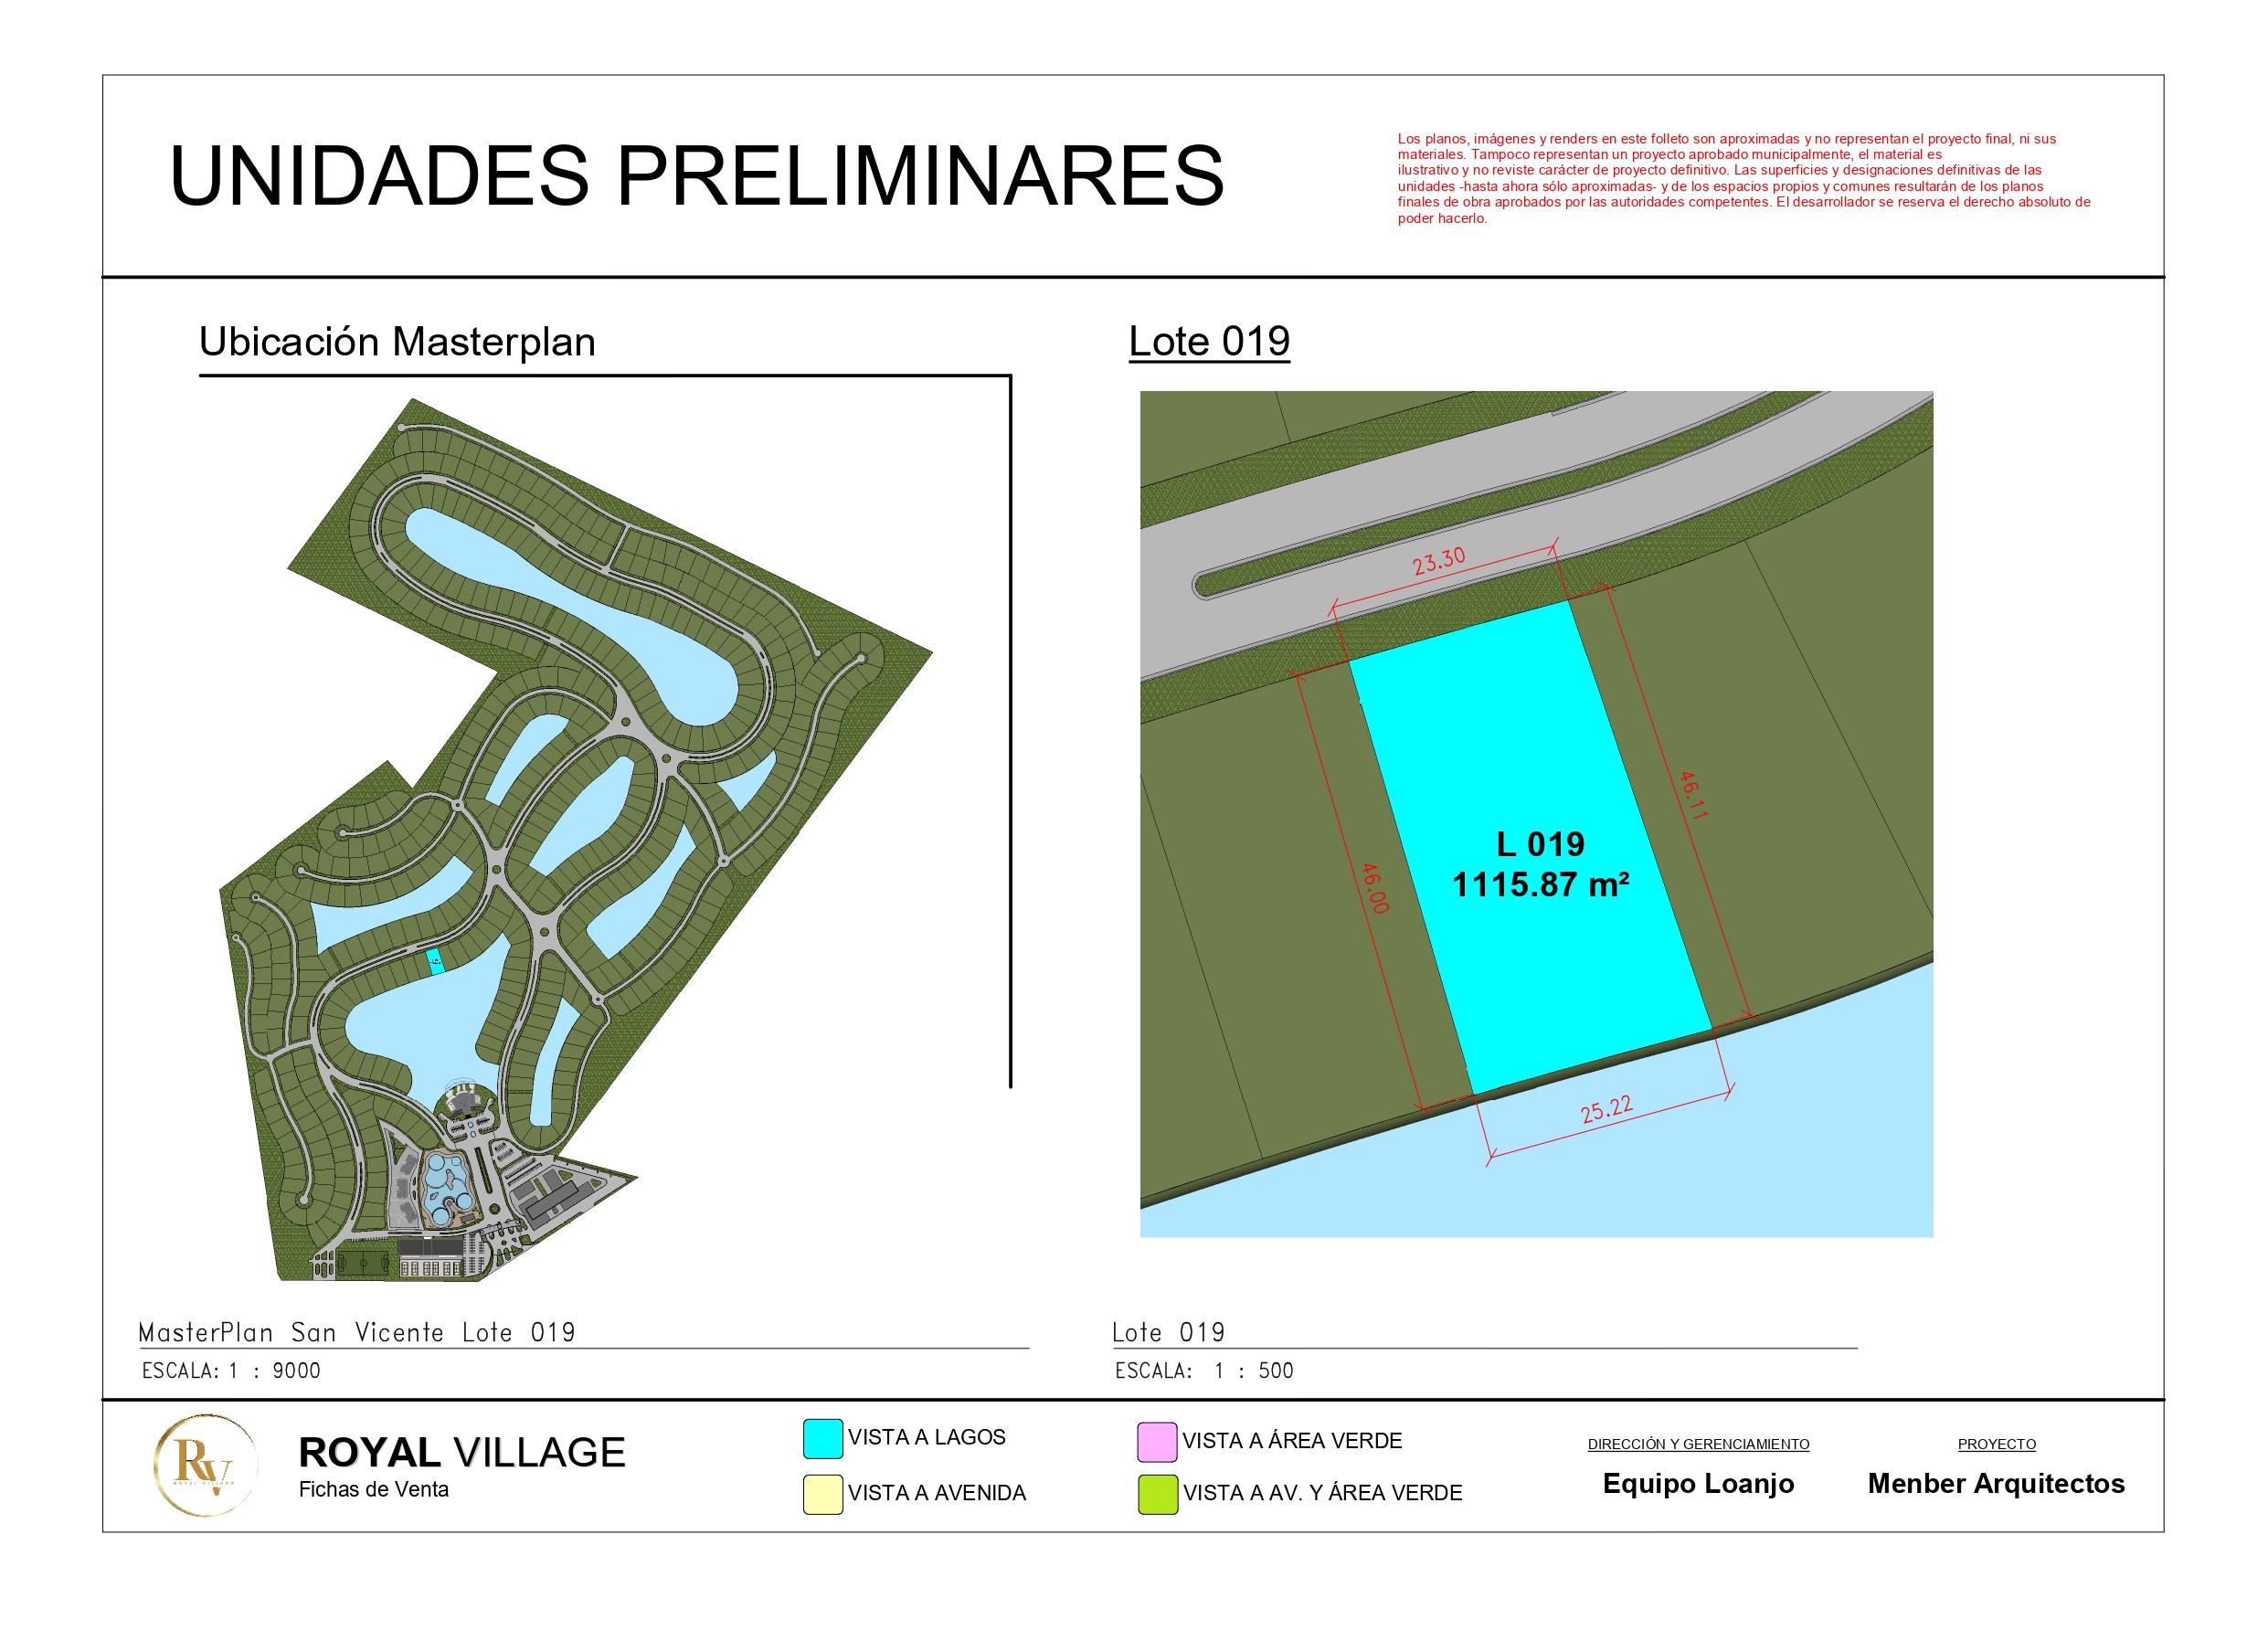 UNIDADES PRELIMINARES
Los planos, imágenes y renders en este folleto son aproximadas y no representan el proyecto final, ni sus
materiales. Tampoco representan un proyecto aprobado municipalmente, el material es
ilustrativo y no reviste carácter de proyecto definitivo. Las superficies y designaciones definitivas de las
unidades -hasta ahora sólo aproximadas- y de los espacios propios y comunes resultarán de los planos
finales de obra aprobados por las autoridades competentes. El desarrollador se reserva el derecho absoluto de
poder hacerlo.
Ubicación Masterplan
Lote 019
23.30
46.11
L 019
1115.87 m²
46.00
25.22
MasterPlan San Vicente Lote 019
ESCALA: 1 : 9000
Lote 019
ESCALA: 1 : 500
RV
ROYAL VILLAGE
ROYAL VILLAGE
Fichas de Venta
VISTA A LAGOS
VISTA A AVENIDA
VISTA A ÁREA VERDE
VISTA A AV. Y ÁREA VERDE
DIRECCIÓN Y GERENCIAMIENTO
Equipo Loanjo
PROYECTO
Menber Arquitectos